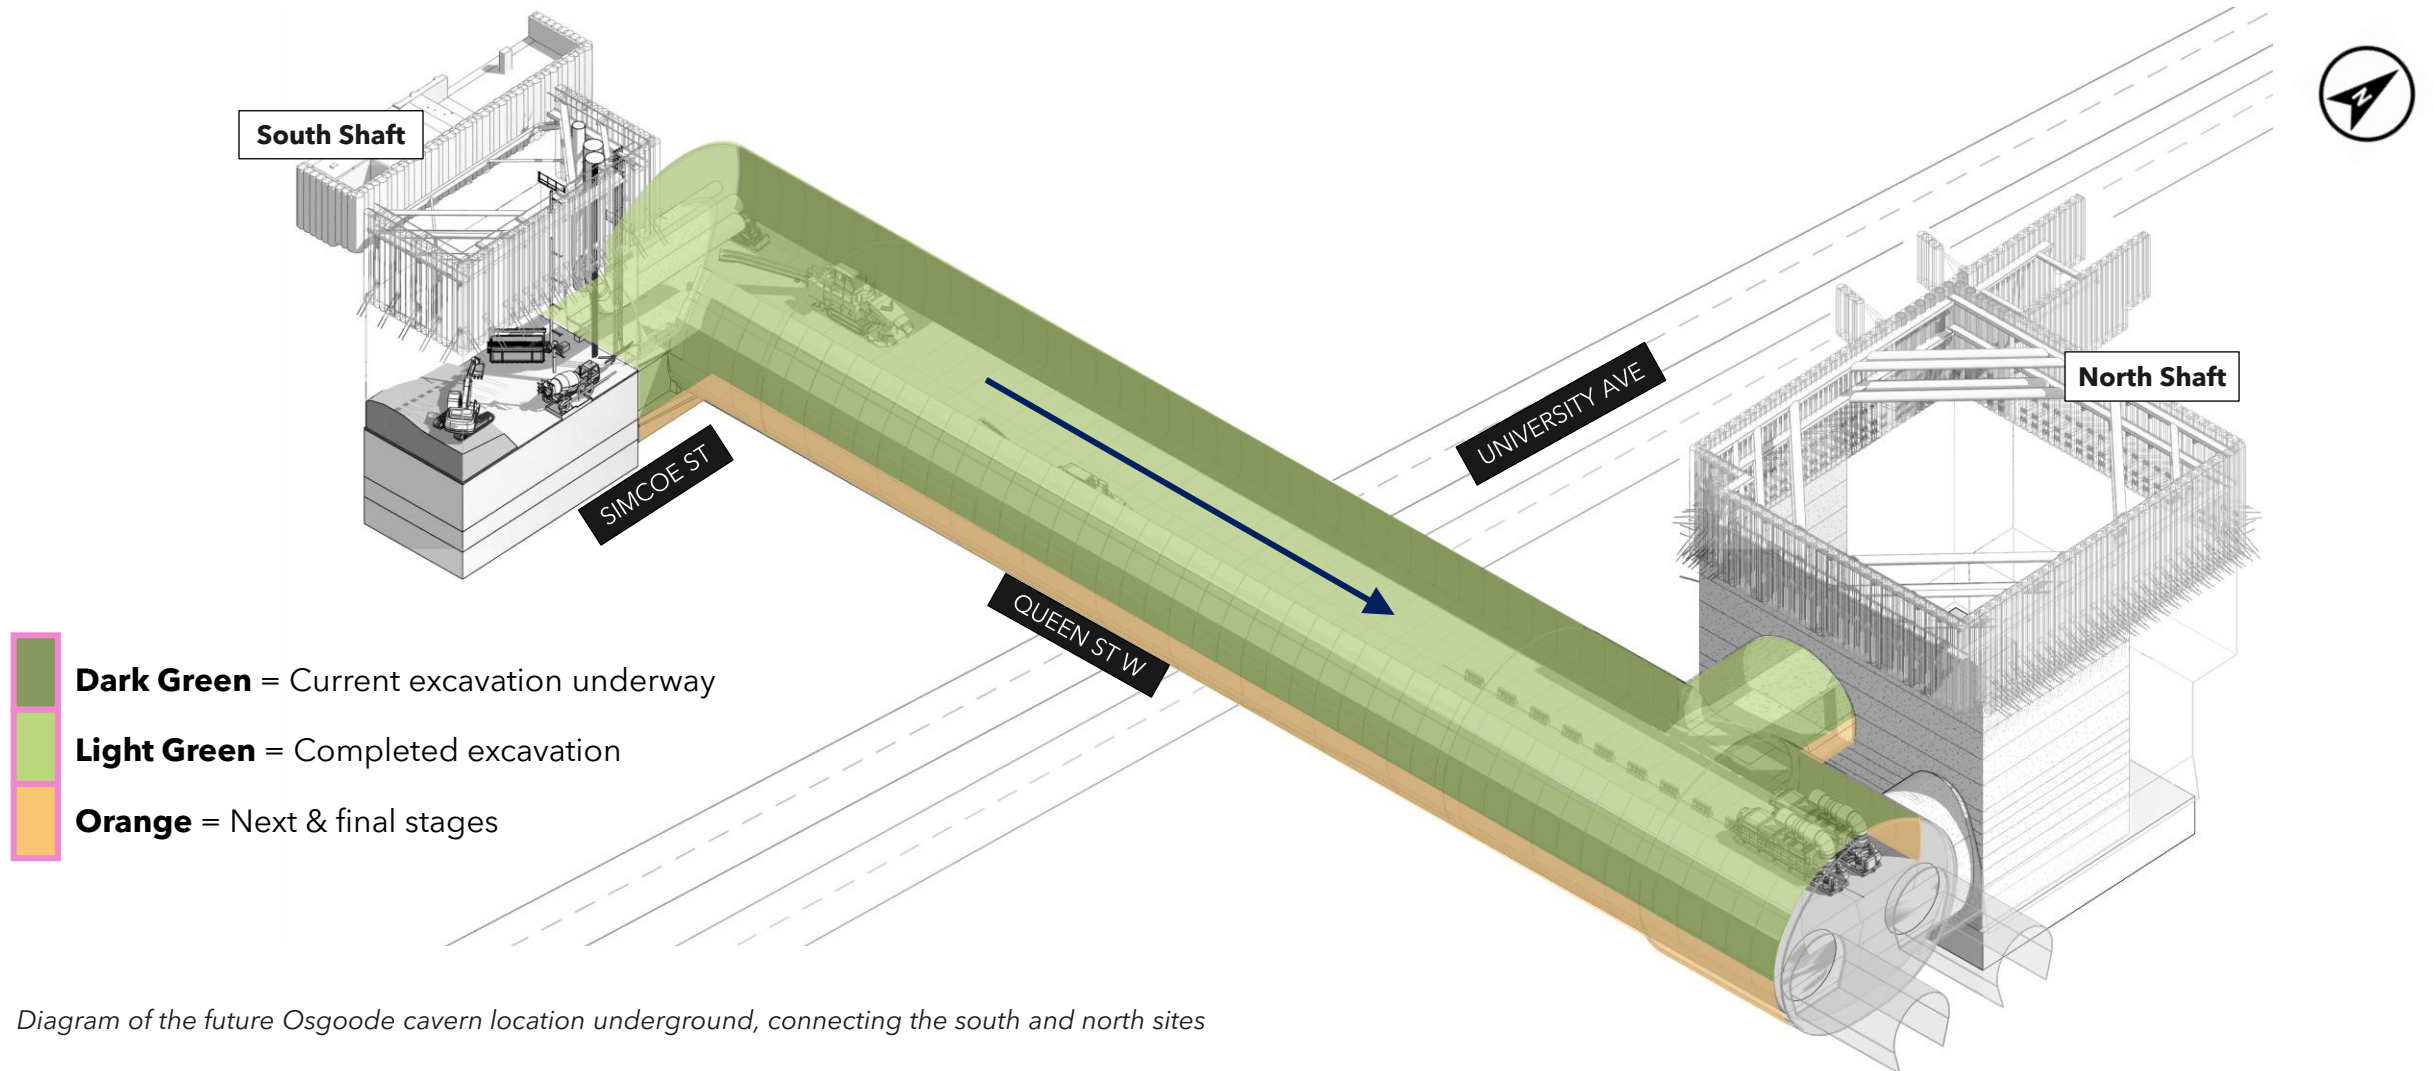 South Shaft
N
North Shaft
UNIVERSITY AVE
SIMCOE ST
QUEEN ST W
Dark Green = Current excavation underway
Light Green = Completed excavation
Orange = Next & final stages
Diagram of the future Osgoode cavern location underground, connecting the south and north sites